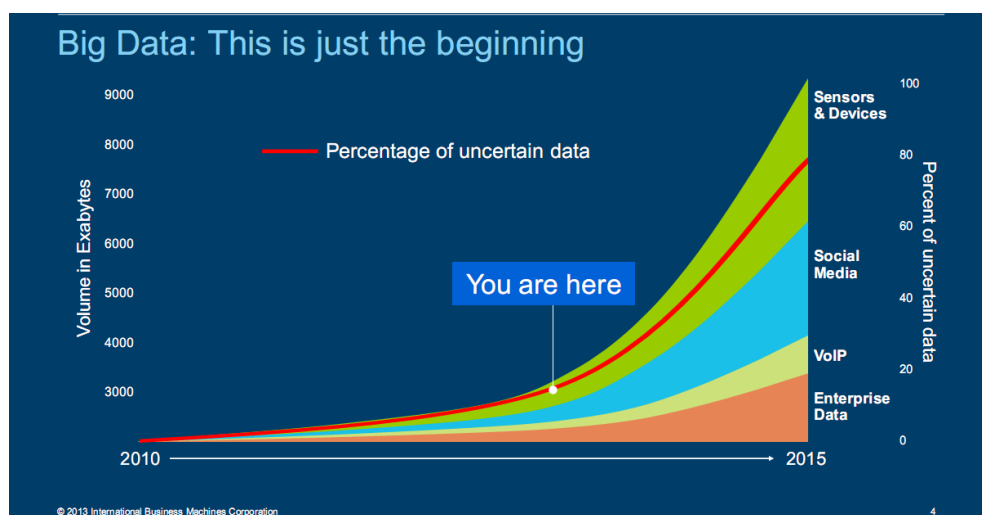 Big Data: This is just the beginning
9000
8000
7000
6000
5000
4000
3000
Volume in Exabytes
Percentage of uncertain data
You are here
Sensors
& Devices
Social
Media
VoIP
Enterprise
Data
100
80
60
40
20
0
Percent of uncertain data
2010
2015
© 2013 International Business Machines Corporation
4